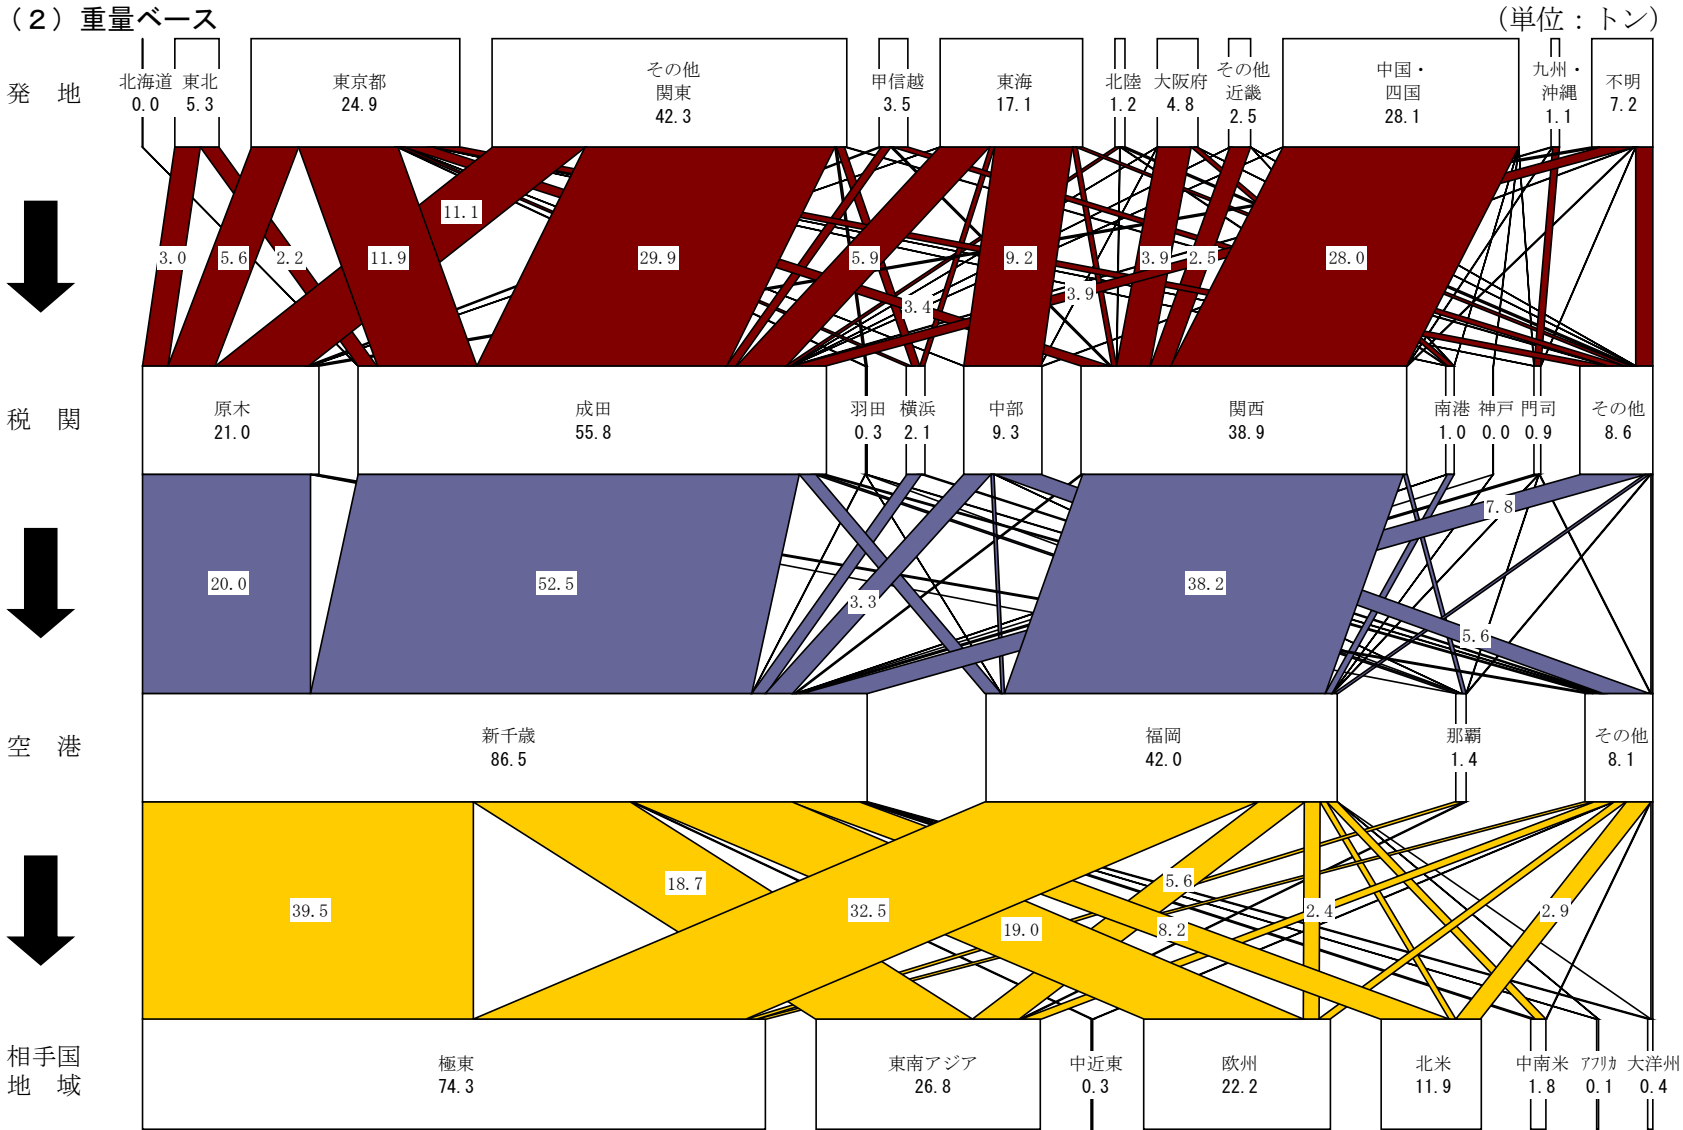 （２）重量ベース
（単位：トン）
発　地
北海道
0.0
東北
5.3
東京都
24.9
その他
関東
42.3
甲信越
3.5
東海
17.1
北陸
1.2
大阪府
4.8
その他
近畿
2.5
中国・
四国
28.1
九州・
沖縄
1.1
不明
7.2
11.1
3.0
5.6
2.2
11.9
29.9
5.9
9.2
3.9
2.5
28.0
3.9
3.4
税　関
原木
21.0
成田
55.8
羽田
0.3
横浜
2.1
中部
9.3
関西
38.9
南港
1.0
神戸
0.0
門司
0.9
その他
8.6
7.8
20.0
52.5
38.2
3.3
5.6
空　港
新千歳
86.5
福岡
42.0
那覇
1.4
その他
8.1
18.7
5.6
39.5
32.5
2.4
2.9
19.0
8.2
相手国
地　域
極東
74.3
東南アジア
26.8
中近東
0.3
欧州
22.2
北米
11.9
中南米
1.8
ｱﾌﾘｶ
0.1
大洋州
0.4